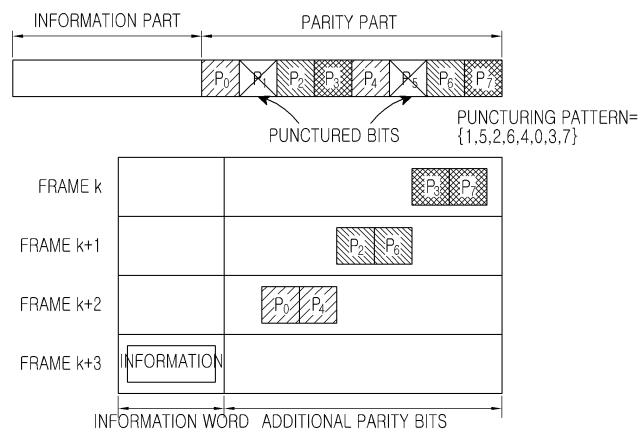 INFORMATION PART PARITY PART
P0 P1 P2 P3 P4 P5 P6 P7
PUNCTURED BITS
PUNCTURING PATTERN=
{1,5,2,6,4,0,3,7}
FRAME k P3 P7
FRAME k+1 P2 P6
FRAME k+2 P0 P4
FRAME k+3 INFORMATION
INFORMATION WORD ADDITIONAL PARITY BITS